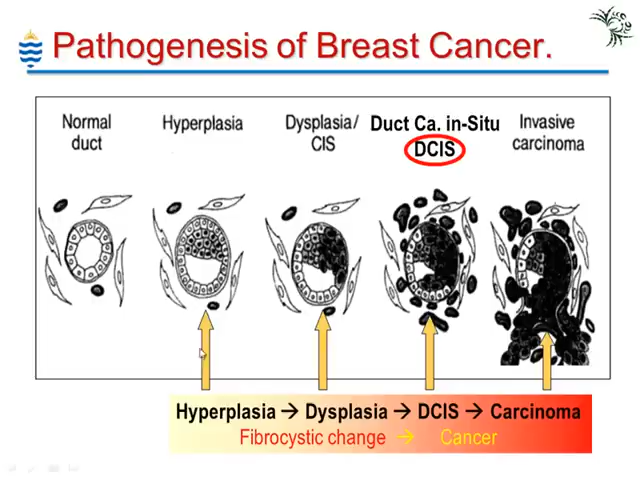 Pathogenesis of Breast Cancer.
Normal
duct
Hyperplasia
Dysplasia/
CIS
Duct Ca. in-Situ
DCIS
Invasive
carcinoma
Hyperplasia → Dysplasia → DCIS → Carcinoma
Fibrocystic change → Cancer